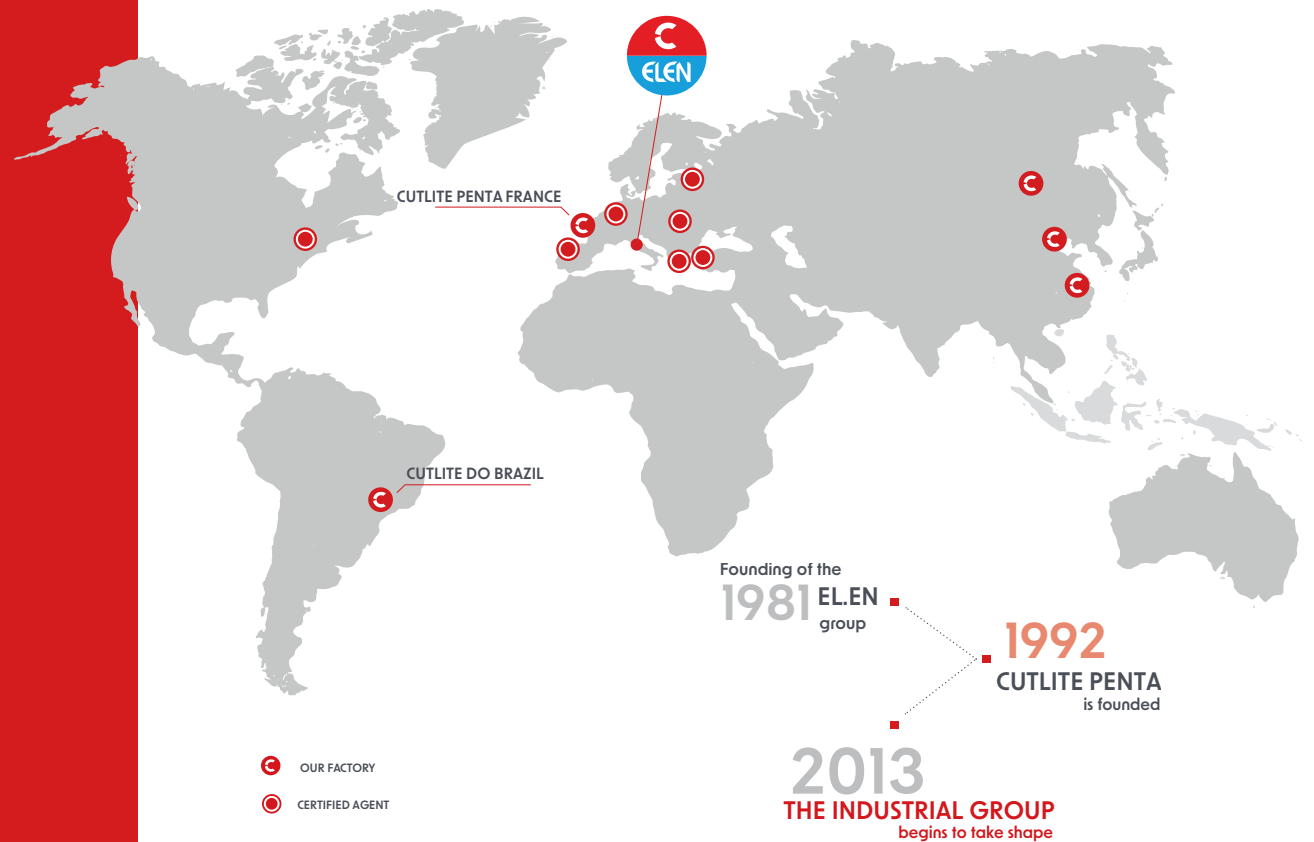 ELEN
CUTLITE PENTA FRANCE
CUTLITE DO BRAZIL
Founding of the
1981 EL.EN
group
1992
CUTLITE PENTA
is founded
2013
THE INDUSTRIAL GROUP
begins to take shape
OUR FACTORY
CERTIFIED AGENT